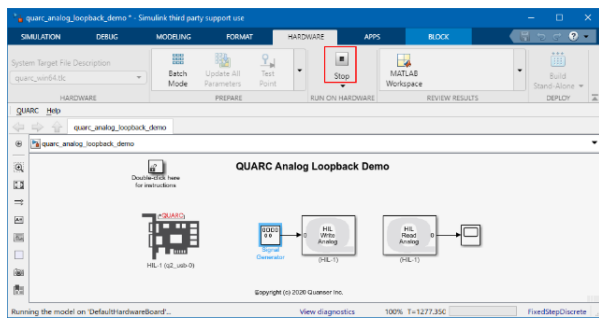 quarc_analog_loopback_demo * - Simulink third party support use
SIMULATION DEBUG MODELING FORMAT HARDWARE APPS BLOCK
System Target File Description
quarc_win64.tlc
Batch Mode
Update All Parameters
Test Point
Stop
MATLAB Workspace
Build Stand-Alone
HARDWARE PREPARE RUN ON HARDWARE REVIEW RESULTS DEPLOY
QUARC Help
quarc_analog_loopback_demo
quarc_analog_loopback_demo
QUARC Analog Loopback Demo
Double-click here
for instructions
QUARC
HIL-1 (q2_usb-0)
Signal
Generator
HIL
Write
Analog
(HIL-1)
HIL
Read
Analog
(HIL-1)
Copyright (c) 2020 Quanser Inc.
Running the model on 'DefaultHardwareBoard'... View diagnostics 100% T=1277.350 FixedStepDiscrete